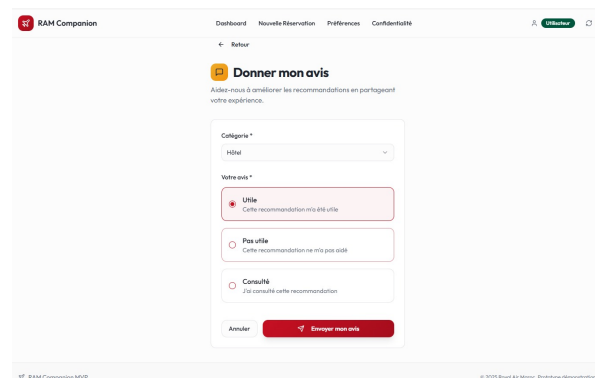 RAM Companion
Dashboard Nouvelle Réservation Préférences Confidentialité
Utilisateur
← Retour
Donner mon avis
Aidez-nous à améliorer les recommandations en partageant
votre expérience.
Catégorie *
Hôtel
Votre avis *
Utile
Cette recommandation m'a été utile
Pas utile
Cette recommandation ne m'a pas aidé
Consulté
J'ai consulté cette recommandation
Annuler
Envoyer mon avis
RAM Companion MVP
© 2025 Royal Air Maroc. Prototype démonstration